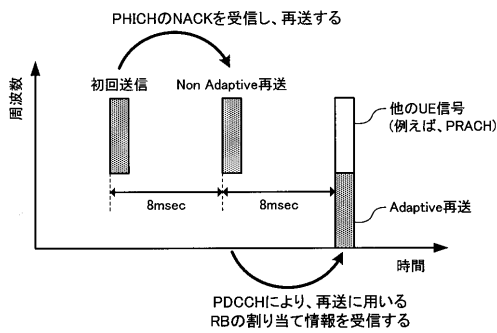 PHICHのNACKを受信し、再送する
初回送信
Non Adaptive再送
他のUE信号
(例えば、PRACH)
周波数
8msec
8msec
Adaptive再送
時間
PDCCHにより、再送に用いる
RBの割り当て情報を受信する